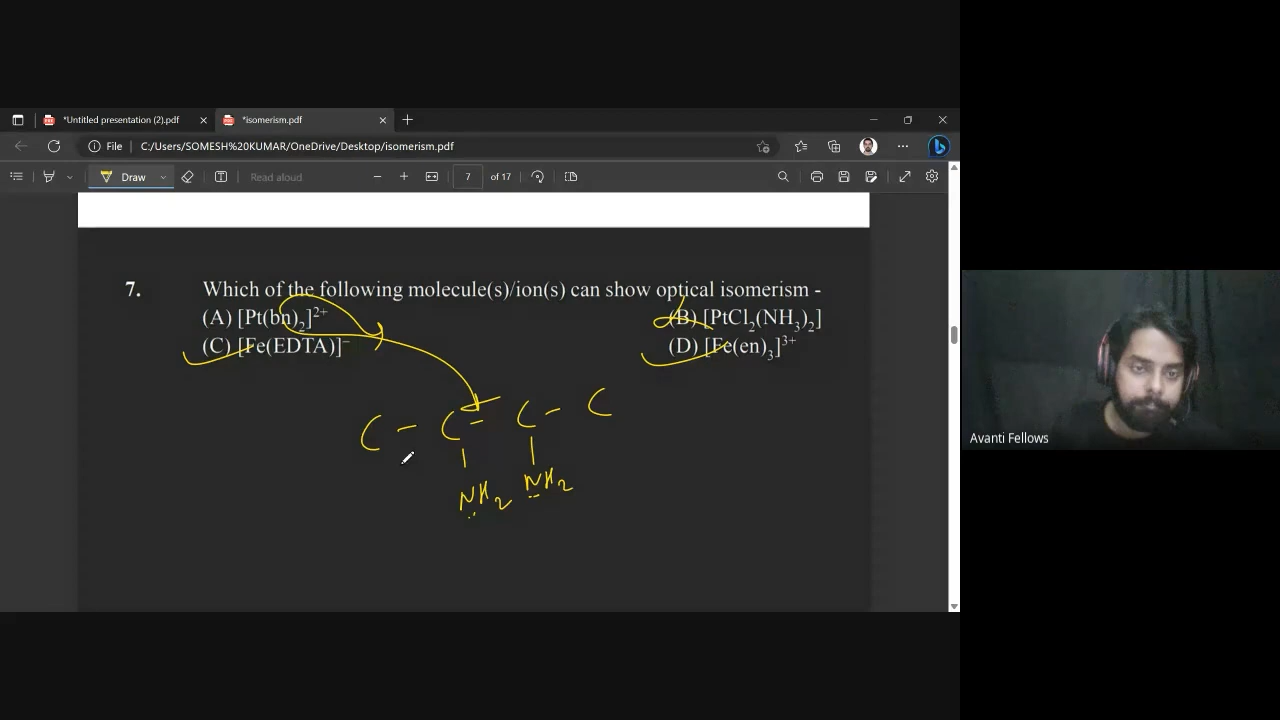 *Untitled presentation (2).pdf
*isomerism.pdf
File
C:/Users/SOMESH%20KUMAR/OneDrive/Desktop/isomerism.pdf
Draw
Read aloud
7
of 17
7. Which of the following molecule(s)/ion(s) can show optical isomerism -
(A) [Pt(bn)₂]²⁺ (B) [PtCl₂(NH₃)₂]
(C) [Fe(EDTA)]⁻ (D) [Fe(en)₃]³⁺
C - C - C - C
NH₂ NH₂
Avanti Fellows